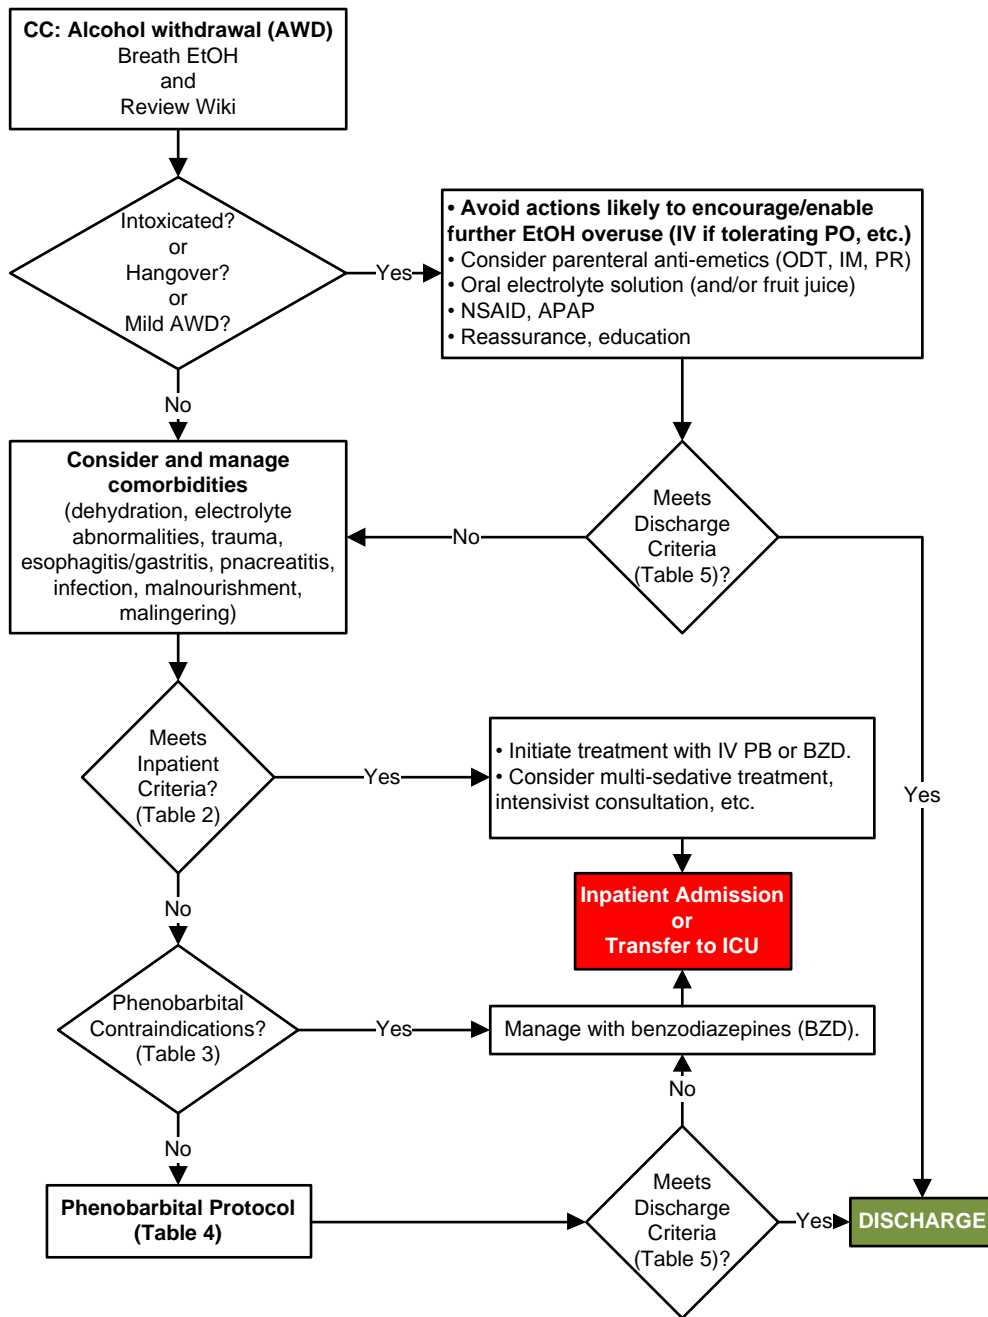 CC: Alcohol withdrawal (AWD)
Breath EtOH
and
Review Wiki
Intoxicated?
or
Hangover?
or
Mild AWD?
Yes
• Avoid actions likely to encourage/enable
further EtOH overuse (IV if tolerating PO, etc.)
• Consider parenteral anti-emetics (ODT, IM, PR)
• Oral electrolyte solution (and/or fruit juice)
• NSAID, APAP
• Reassurance, education
No
Consider and manage
comorbidities
(dehydration, electrolyte
abnormalities, trauma,
esophagitis/gastritis, pnacreatitis,
infection, malnourishment,
malingering)
No
Meets
Discharge
Criteria
(Table 5)?
Yes
Meets
Inpatient
Criteria?
(Table 2)
Yes
• Initiate treatment with IV PB or BZD.
• Consider multi-sedative treatment,
intensivist consultation, etc.
Inpatient Admission
or
Transfer to ICU
No
Phenobarbital
Contraindications?
(Table 3)
Yes
Manage with benzodiazepines (BZD).
No
No
Phenobarbital Protocol
(Table 4)
Meets
Discharge
Criteria
(Table 5)?
Yes
DISCHARGE